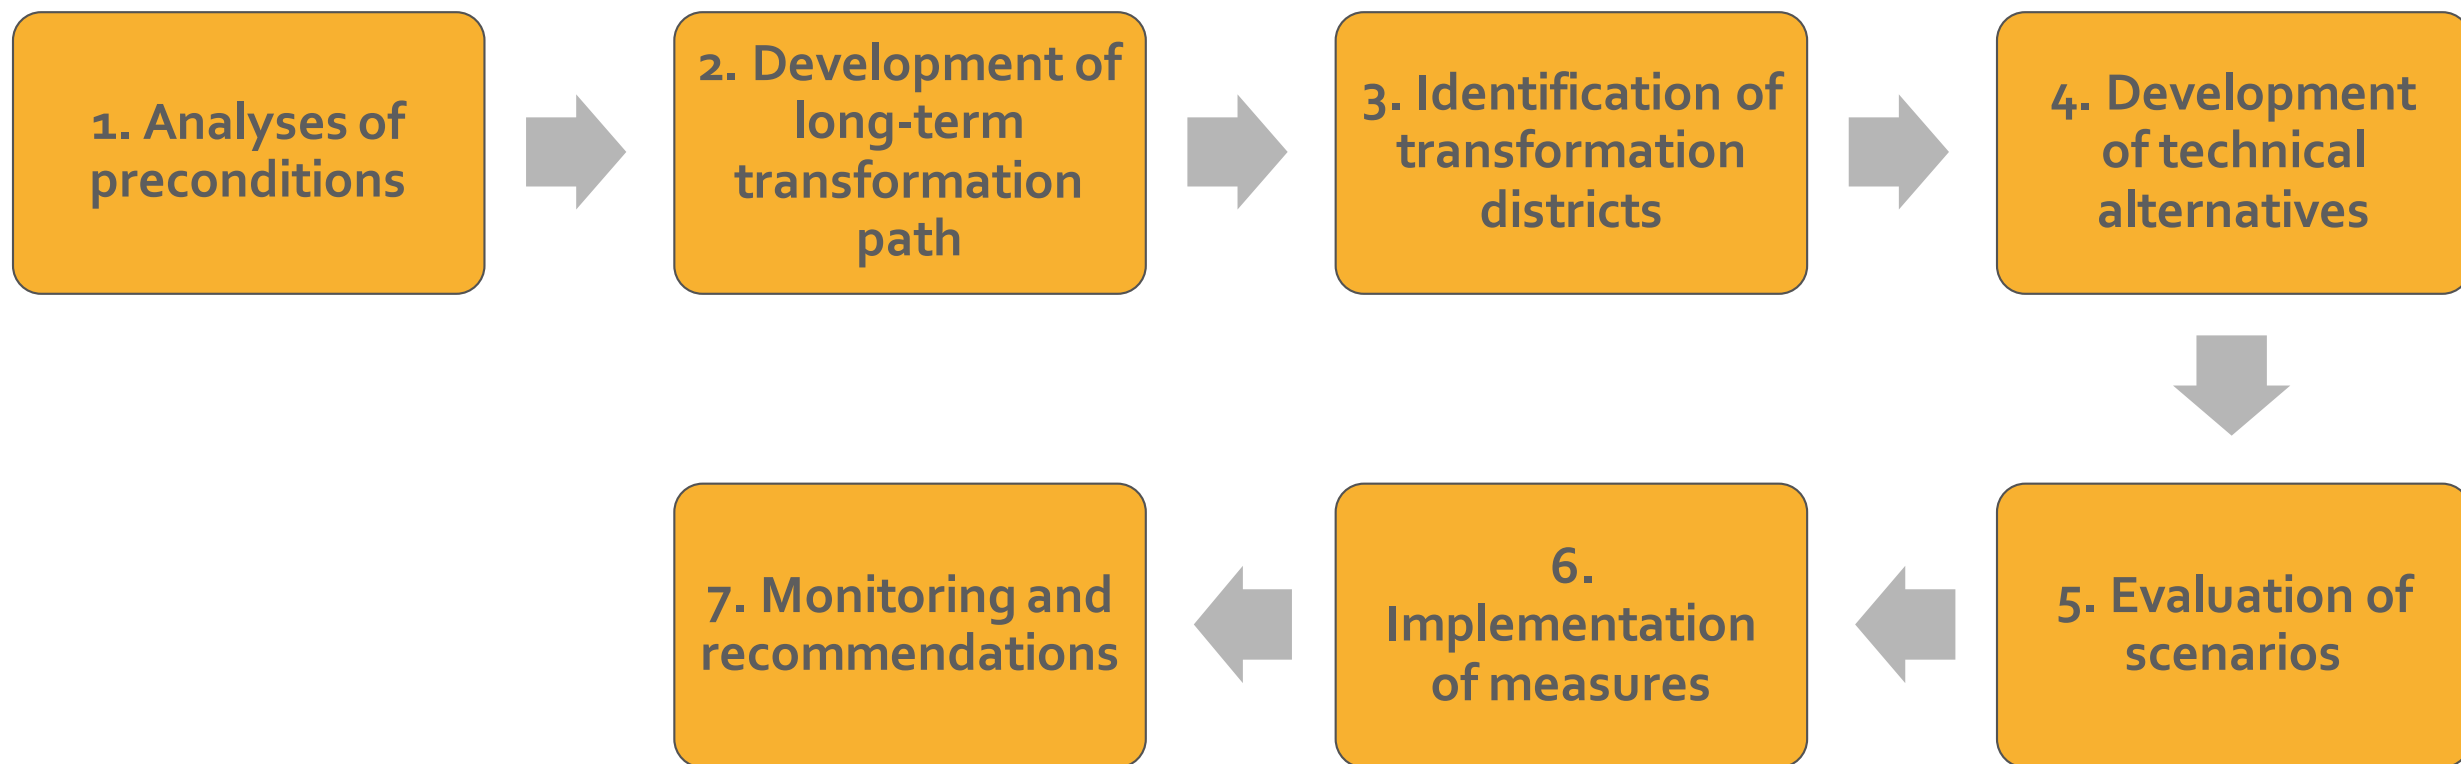 1. Analyses of
preconditions
2. Development of
long-term
transformation
path
3. Identification of
transformation
districts
4. Development
of technical
alternatives
5. Evaluation of
scenarios
6.
Implementation
of measures
7. Monitoring and
recommendations